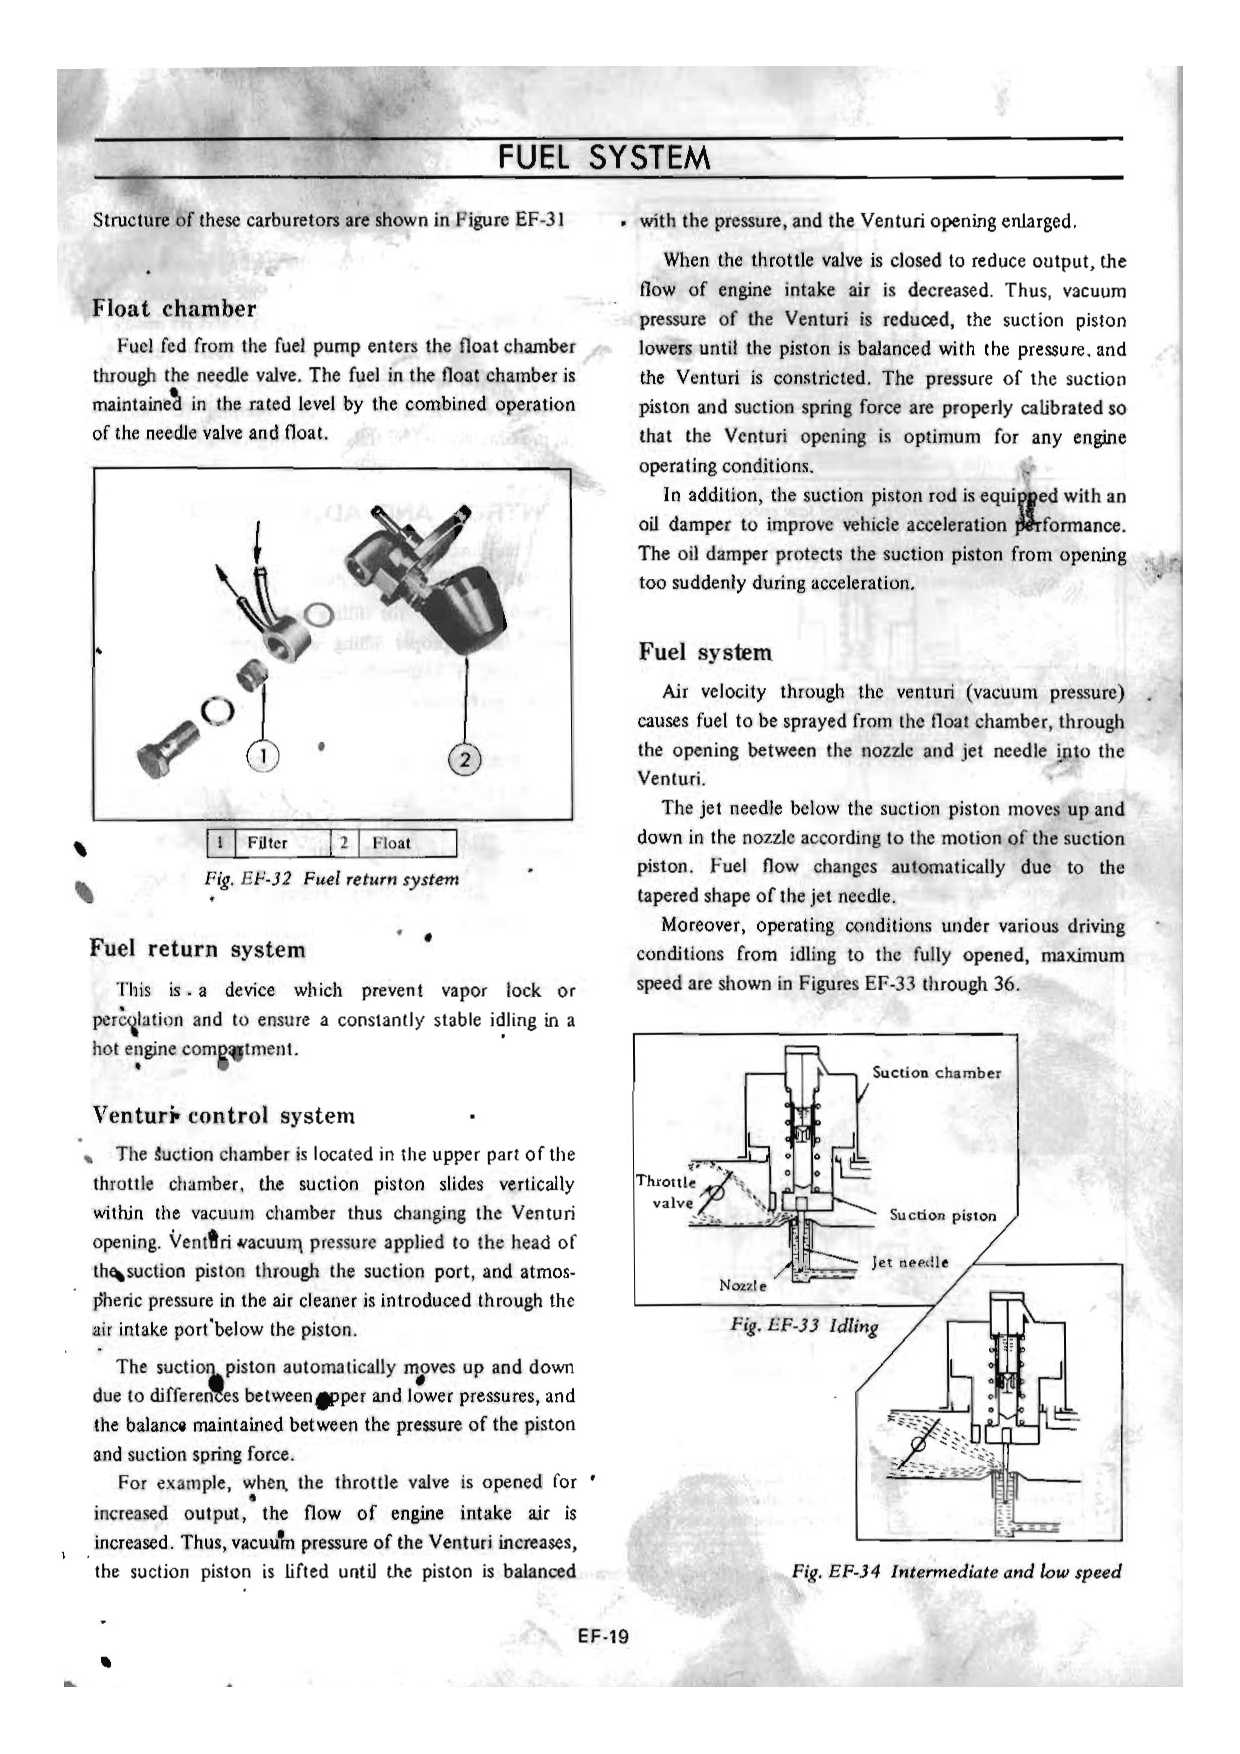 FUEL SYSTEM
Structure of these carburetors are shown in Figure EF-31
Float chamber
Fuel fed from the fuel pump enters the float chamber
through the needle valve. The fuel in the float chamber is
maintained in the rated level by the combined operation
of the needle valve and float.
1
2
1 Filter 2 Float
Fig. EF-32 Fuel return system
Fuel return system
This is a device which prevent vapor lock or
percolation and to ensure a constantly stable idling in a
hot engine compartment.
Venturi control system
The suction chamber is located in the upper part of the
throttle chamber, the suction piston slides vertically
within the vacuum chamber thus changing the Venturi
opening. Venturi vacuum pressure applied to the head of
the suction piston through the suction port, and atmos-
pheric pressure in the air cleaner is introduced through the
air intake port below the piston.
The suction piston automatically moves up and down
due to differences between upper and lower pressures, and
the balance maintained between the pressure of the piston
and suction spring force.
For example, when the throttle valve is opened for
increased output, the flow of engine intake air is
increased. Thus, vacuum pressure of the Venturi increases,
the suction piston is lifted until the piston is balanced
with the pressure, and the Venturi opening enlarged.
When the throttle valve is closed to reduce output, the
flow of engine intake air is decreased. Thus, vacuum
pressure of the Venturi is reduced, the suction piston
lowers until the piston is balanced with the pressure, and
the Venturi is constricted. The pressure of the suction
piston and suction spring force are properly calibrated so
that the Venturi opening is optimum for any engine
operating conditions.
In addition, the suction piston rod is equipped with an
oil damper to improve vehicle acceleration performance.
The oil damper protects the suction piston from opening
too suddenly during acceleration.
Fuel system
Air velocity through the venturi (vacuum pressure)
causes fuel to be sprayed from the float chamber, through
the opening between the nozzle and jet needle into the
Venturi.
The jet needle below the suction piston moves up and
down in the nozzle according to the motion of the suction
piston. Fuel flow changes automatically due to the
tapered shape of the jet needle.
Moreover, operating conditions under various driving
conditions from idling to the fully opened, maximum
speed are shown in Figures EF-33 through 36.
Suction chamber
Throttle
valve
Suction piston
Jet needle
Nozzle
Fig. EF-33 Idling
Fig. EF-34 Intermediate and low speed
EF-19